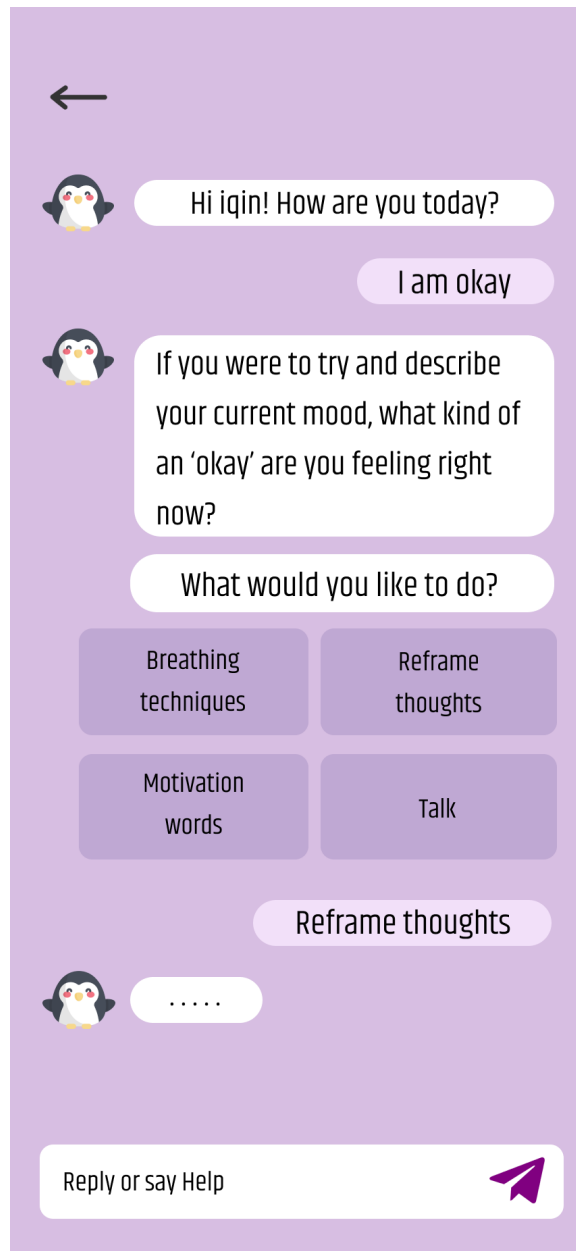 Hi iqin! How are you today?
I am okay
If you were to try and describe
your current mood, what kind of
an ‘okay’ are you feeling right
now?
What would you like to do?
Breathing
techniques
Reframe
thoughts
Motivation
words
Talk
Reframe thoughts
. . . . .
Reply or say Help